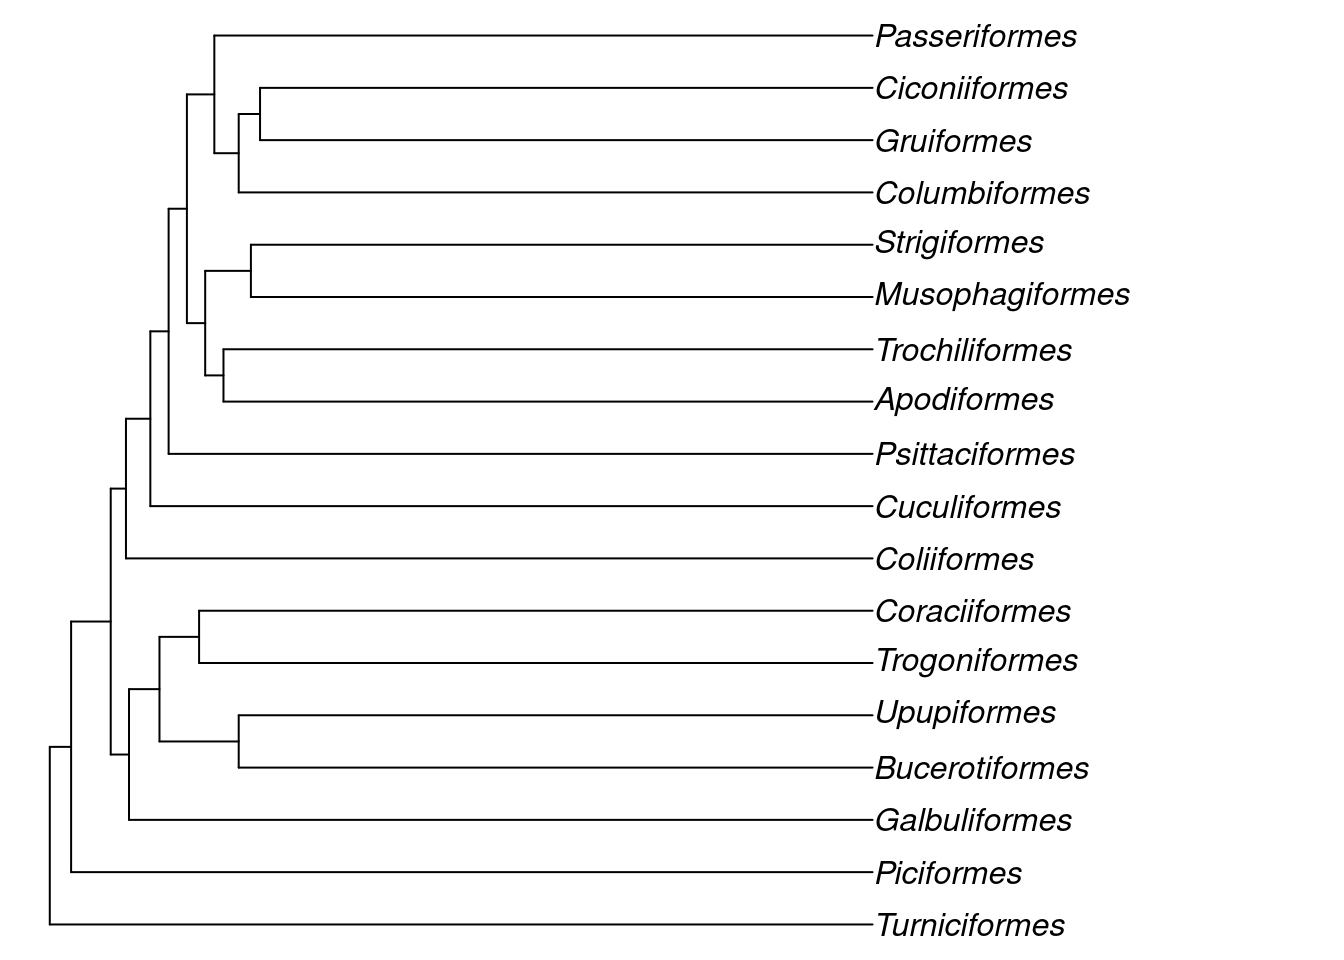 Passeriformes
Ciconiiformes
Gruiformes
Columbiformes
Strigiformes
Musophagiformes
Trochiliformes
Apodiformes
Psittaciformes
Cuculiformes
Coliiformes
Coraciiformes
Trogoniformes
Upupiformes
Bucerotiformes
Galbuliformes
Piciformes
Turniciformes